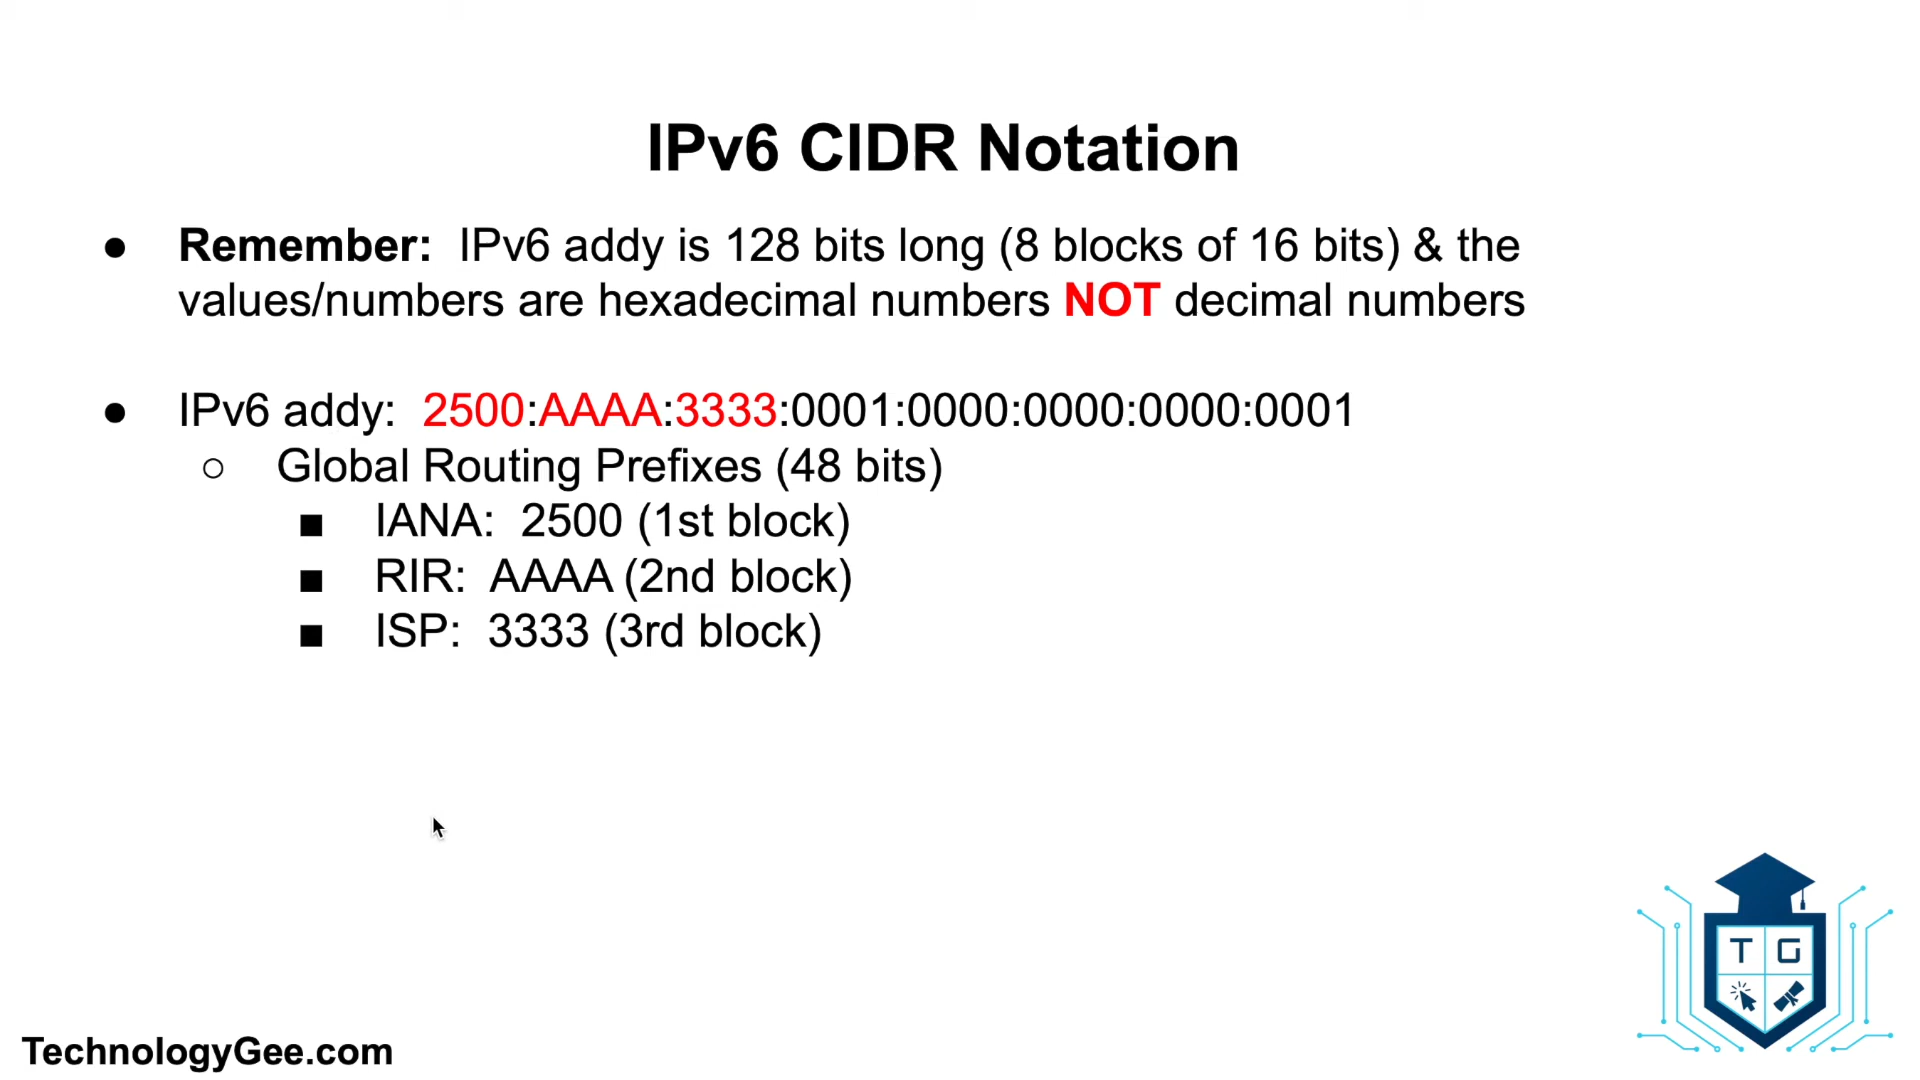 IPv6 CIDR Notation
● Remember: IPv6 addy is 128 bits long (8 blocks of 16 bits) & the
values/numbers are hexadecimal numbers NOT decimal numbers
● IPv6 addy: 2500:AAAA:3333:0001:0000:0000:0000:0001
○ Global Routing Prefixes (48 bits)
■ IANA: 2500 (1st block)
■ RIR: AAAA (2nd block)
■ ISP: 3333 (3rd block)
T G
TechnologyGee.com